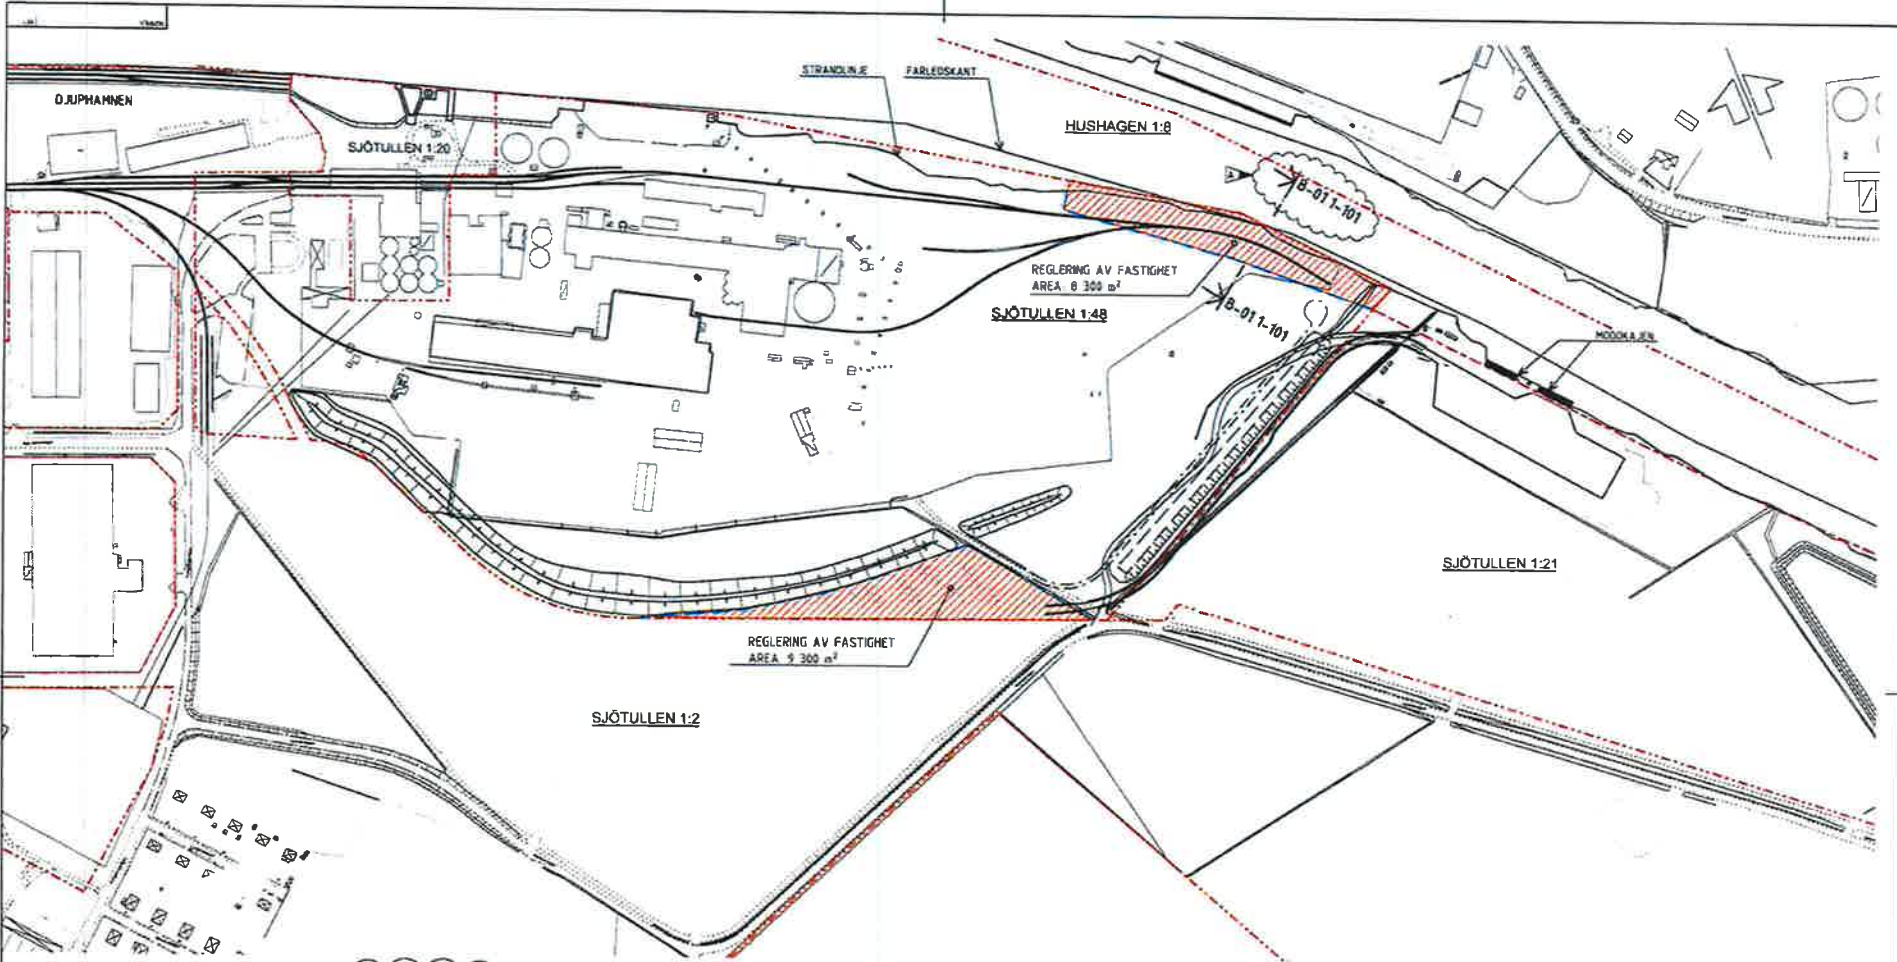 DJUPHAMNEN
SJÖTULLEN 1:20
STRANDLINJE
FARLEDSKANT
HUSHAGEN 1:8
A
B-011-101
REGLERING AV FASTIGHET
AREA 8 300 m²
SJÖTULLEN 1:48
B-011-101
MODOKAJEN
SJÖTULLEN 1:21
REGLERING AV FASTIGHET
AREA 9 300 m²
SJÖTULLEN 1:2